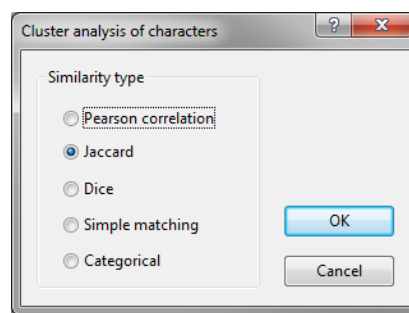 Cluster analysis of characters
?
Similarity type
Pearson correlation
Jaccard
Dice
Simple matching
Categorical
OK
Cancel